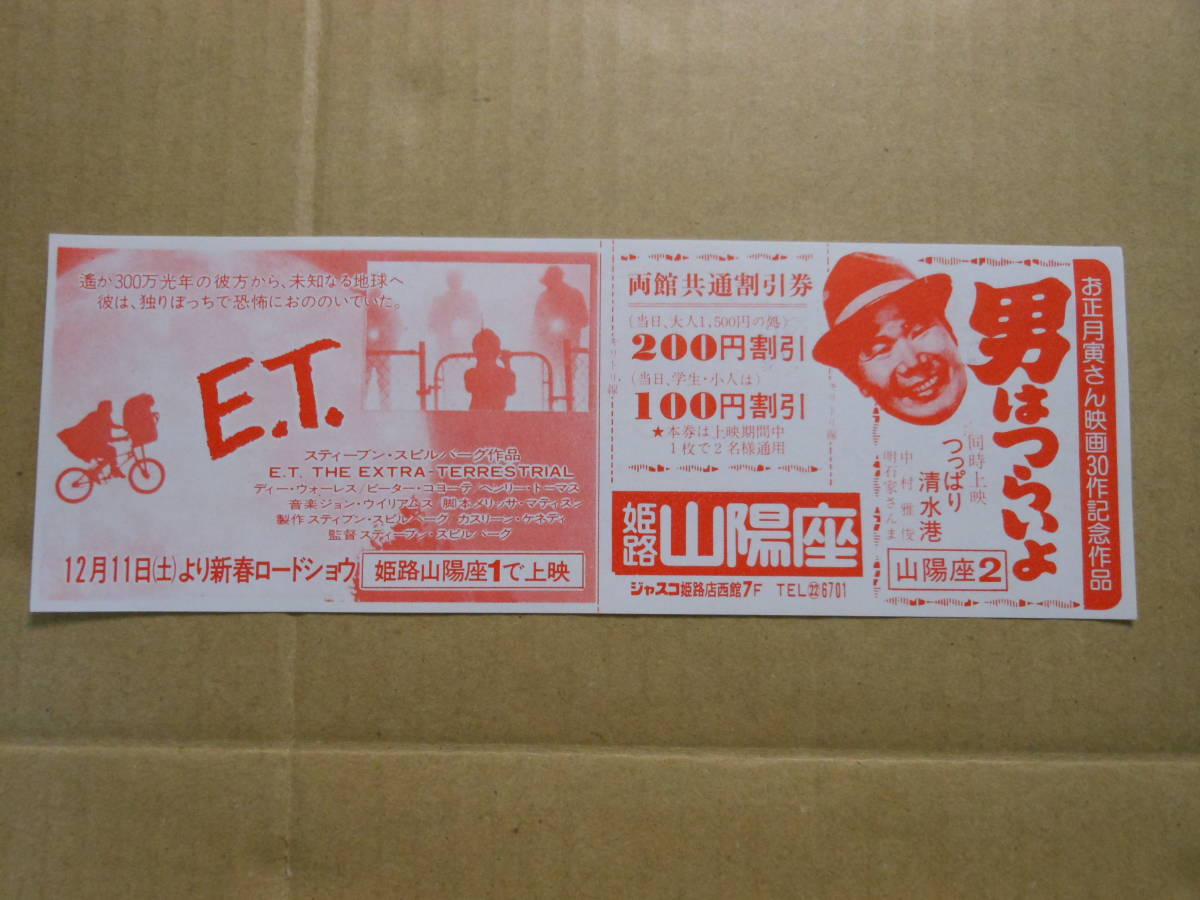 遙か300万光年の彼方から、未知なる地球へ
彼は、独りぼっちで恐怖におののいていた。
E.T.
スティーブン・スピルバーグ作品
E.T. THE EXTRA-TERRESTRIAL
ディー・ウォーレス/ピーター・コヨーテ ヘンリー・トーマス
音楽 ジョン・ウイリアムス 脚本 メリッサ・マティスン
製作 スティブン・スピルバーグ カスリーン・ケネディ
監督 スティーブン・スピルバーグ
12月11日(土)より新春ロードショウ
姫路山陽座1で上映
両館共通割引券
(当日、大人1,500円の処)
200円割引
(当日、学生・小人は)
100円割引
★本券は上映期間中
1枚で2名様通用
姫路 山陽座
ジャスコ姫路店西館7F TEL㉒6701
お正月寅さん映画30作記念作品
男はつらいよ
同時上映
つっぱり
清水港
中村雅俊
明石家さんま
山陽座2